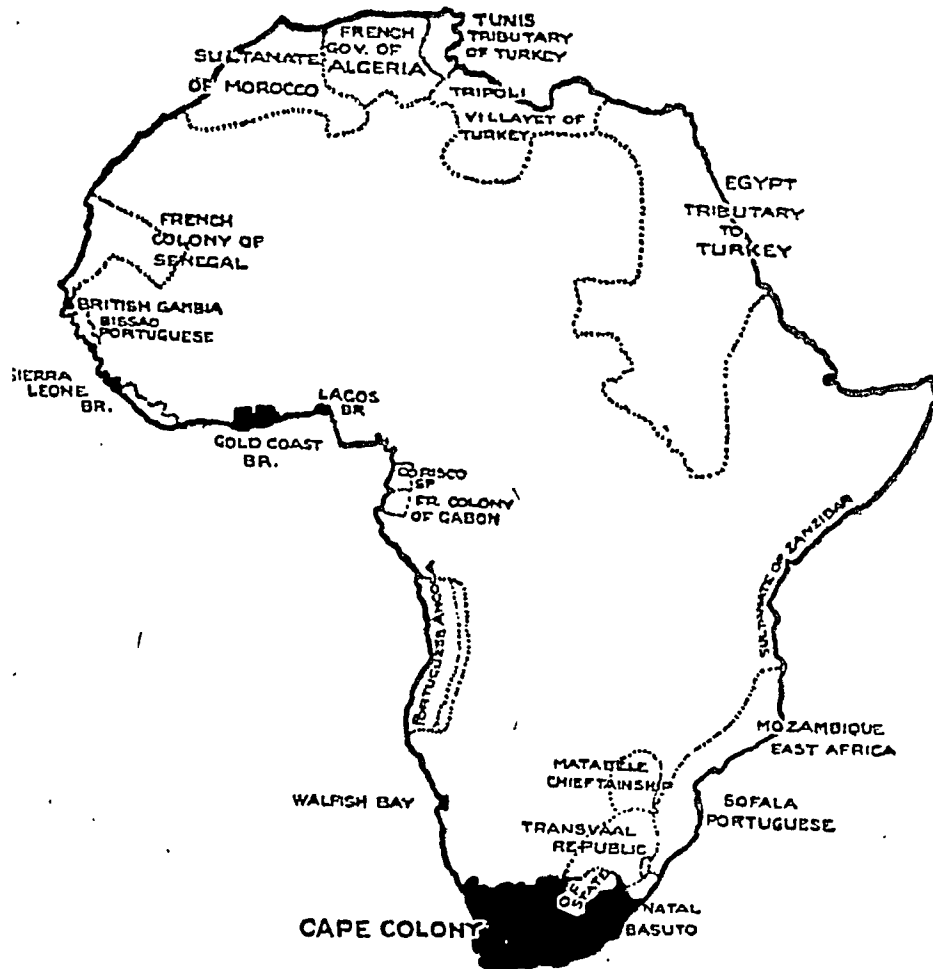 TUNIS
TRIBUTARY
OF TURKEY
FRENCH
GOV. OF
ALGERIA
SULTANATE
OF MOROCCO
TRIPOLI
VILLAYET OF
TURKEY
EGYPT
TRIBUTARY
TO
TURKEY
FRENCH
COLONY OF
SENEGAL
BRITISH GAMBIA
BISSAO
PORTUGUESE
SIERRA
LEONE
BR.
LAGOS
BR
GOLD COAST
BR.
CORISCO
SP
FR. COLONY
OF GABON
SULTANATE OF ZANZIBAR
PORTUGUESE ANGOLA
MOZAMBIQUE
EAST AFRICA
MATABELE
CHIEFTAINSHIP
SOFALA
PORTUGUESE
WALFISH BAY
TRANSVAAL
REPUBLIC
OF
STATE
NATAL
BASUTO
CAPE COLONY